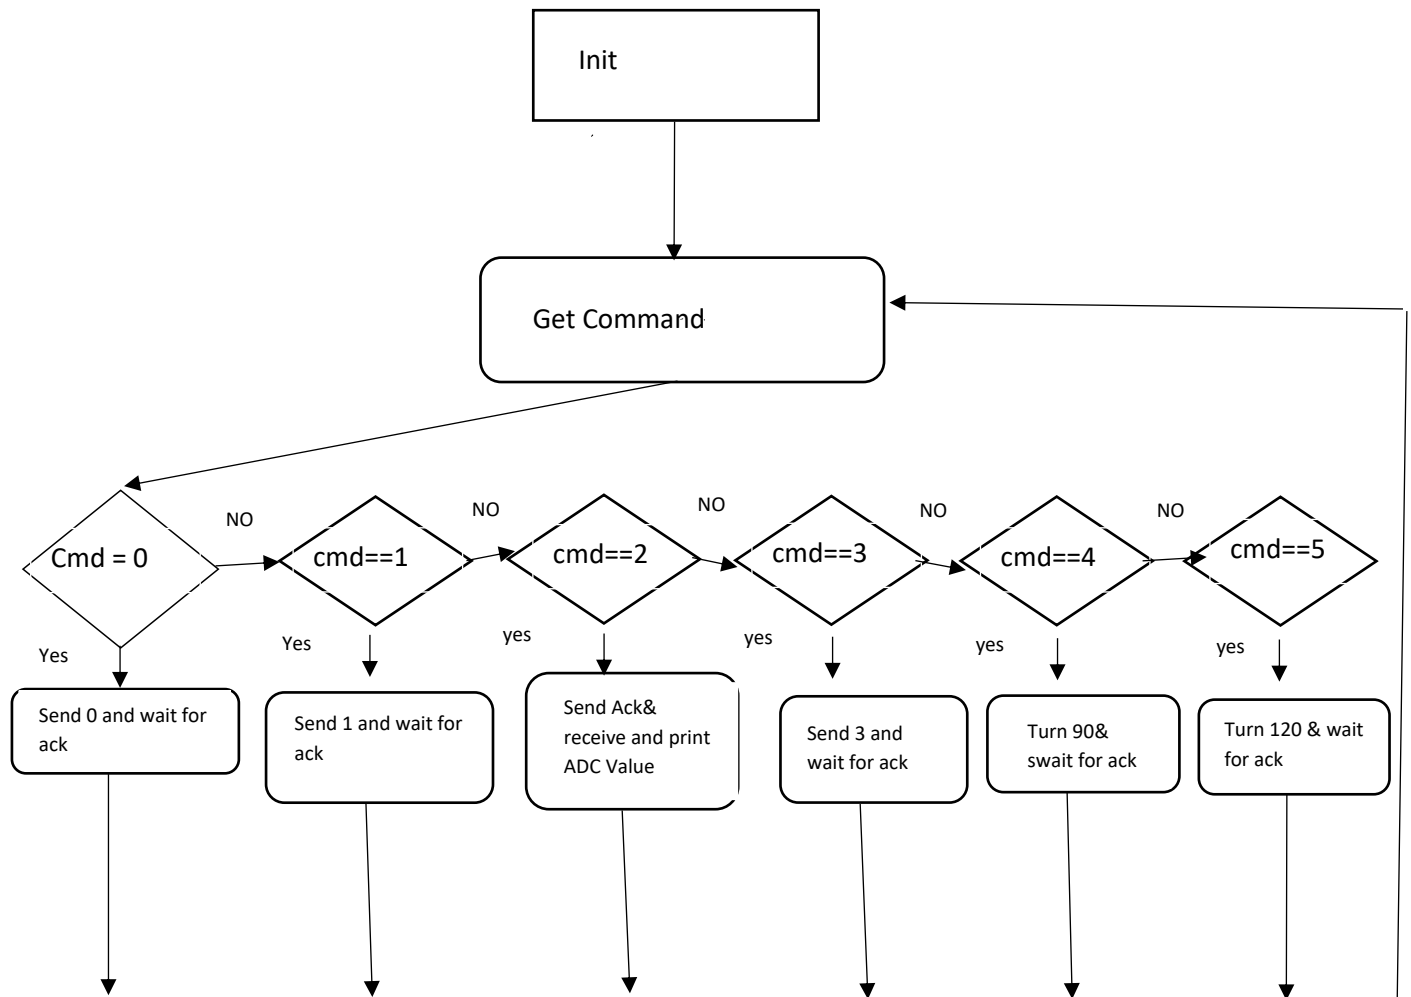 Init
Get Command
NO
NO
NO
NO
NO
Cmd = 0
cmd==1
cmd==2
cmd==3
cmd==4
cmd==5
Yes
Yes
yes
yes
yes
yes
Send 0 and wait for
ack
Send 1 and wait for
ack
Send Ack&
receive and print
ADC Value
Send 3 and
wait for ack
Turn 90&
swait for ack
Turn 120 & wait
for ack